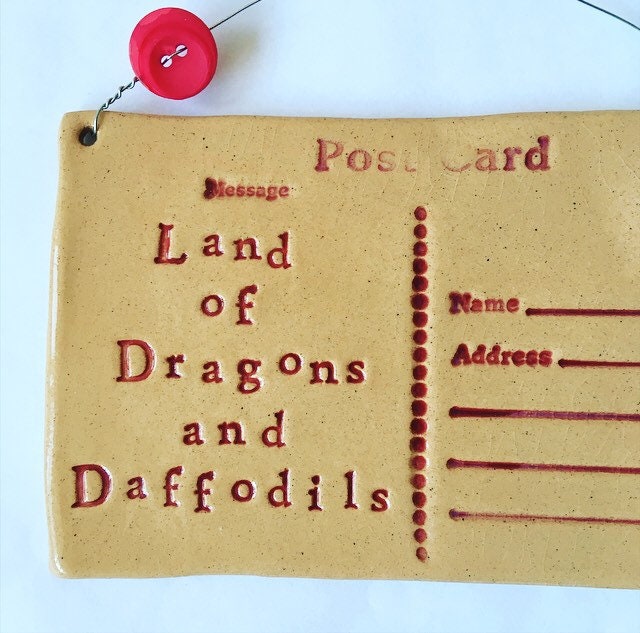 Post Card
Message
Land
of
Dragons
and
Daffodils
Name
Address